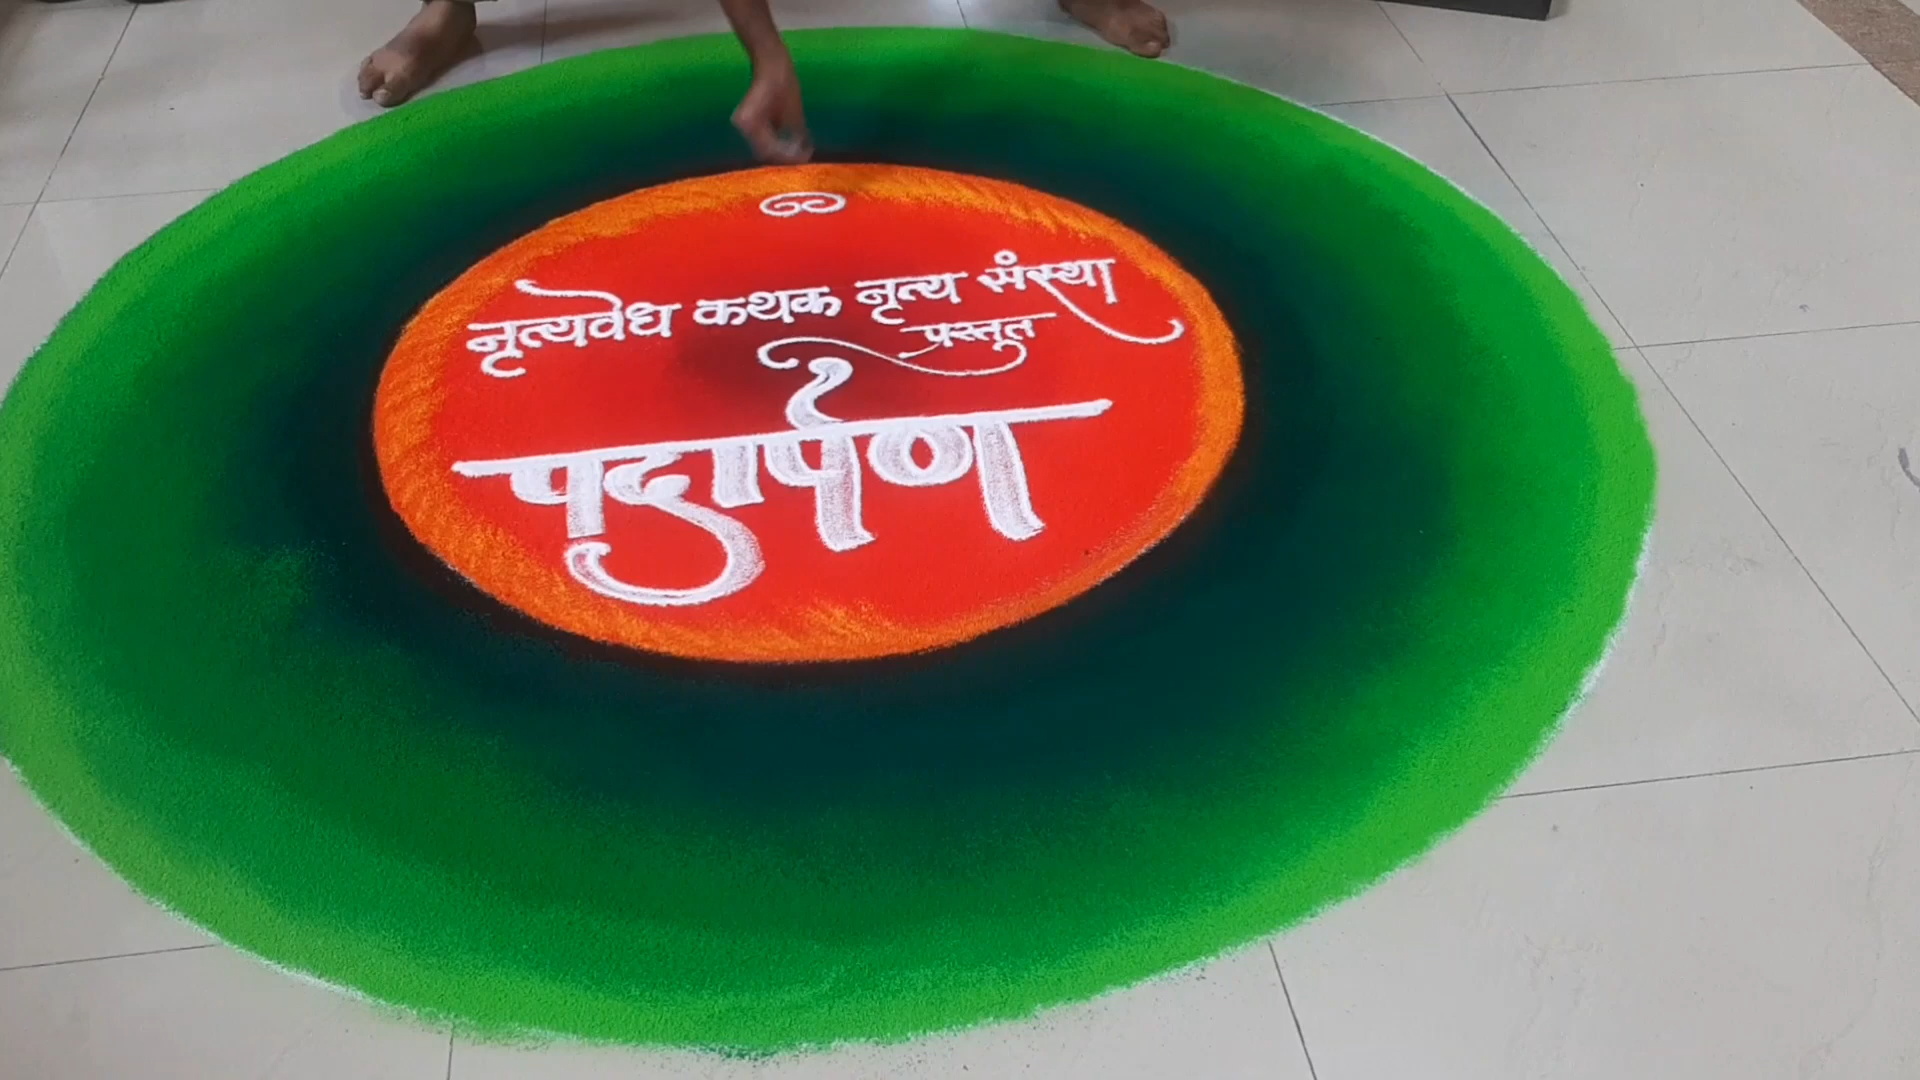 नृत्यवेध कथक नृत्य संस्था
प्रस्तुत
पदार्पण